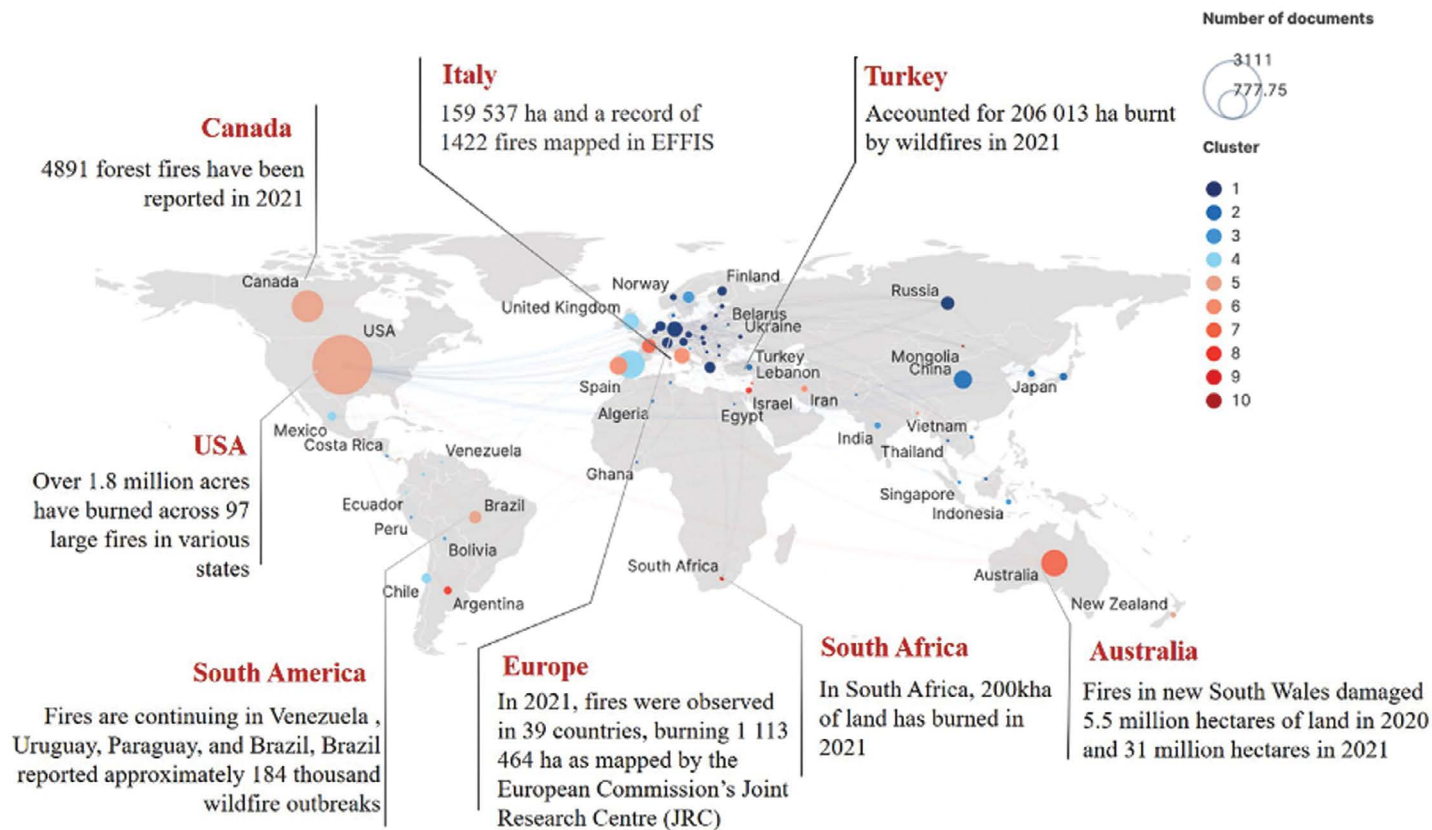 Number of documents
3111
777.75
Cluster
1
2
3
4
5
6
7
8
9
10
Italy
159 537 ha and a record of
1422 fires mapped in EFFIS
Turkey
Accounted for 206 013 ha burnt
by wildfires in 2021
Canada
4891 forest fires have been
reported in 2021
Canada
USA
Mexico
Costa Rica
Venezuela
Ecuador
Peru
Brazil
Bolivia
Chile
Argentina
Norway
Finland
United Kingdom
Belarus
Ukraine
Russia
Spain
Turkey
Lebanon
Israel
Iran
Algeria
Egypt
Ghana
South Africa
Mongolia
China
Japan
India
Vietnam
Thailand
Singapore
Indonesia
Australia
New Zealand
USA
Over 1.8 million acres
have burned across 97
large fires in various
states
South America
Fires are continuing in Venezuela ,
Uruguay, Paraguay, and Brazil, Brazil
reported approximately 184 thousand
wildfire outbreaks
Europe
In 2021, fires were observed
in 39 countries, burning 1 113
464 ha as mapped by the
European Commission's Joint
Research Centre (JRC)
South Africa
In South Africa, 200kha
of land has burned in
2021
Australia
Fires in new South Wales damaged
5.5 million hectares of land in 2020
and 31 million hectares in 2021